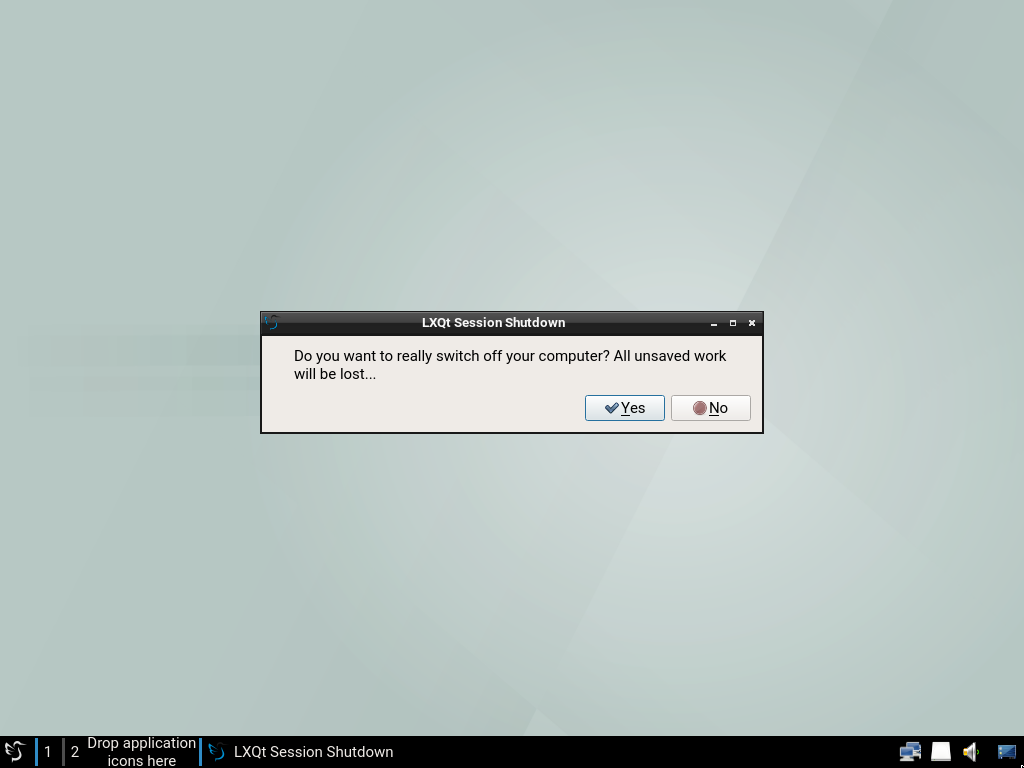 LXQt Session Shutdown
Do you want to really switch off your computer? All unsaved work
will be lost...
Yes
No
1
2
Drop application
icons here
LXQt Session Shutdown